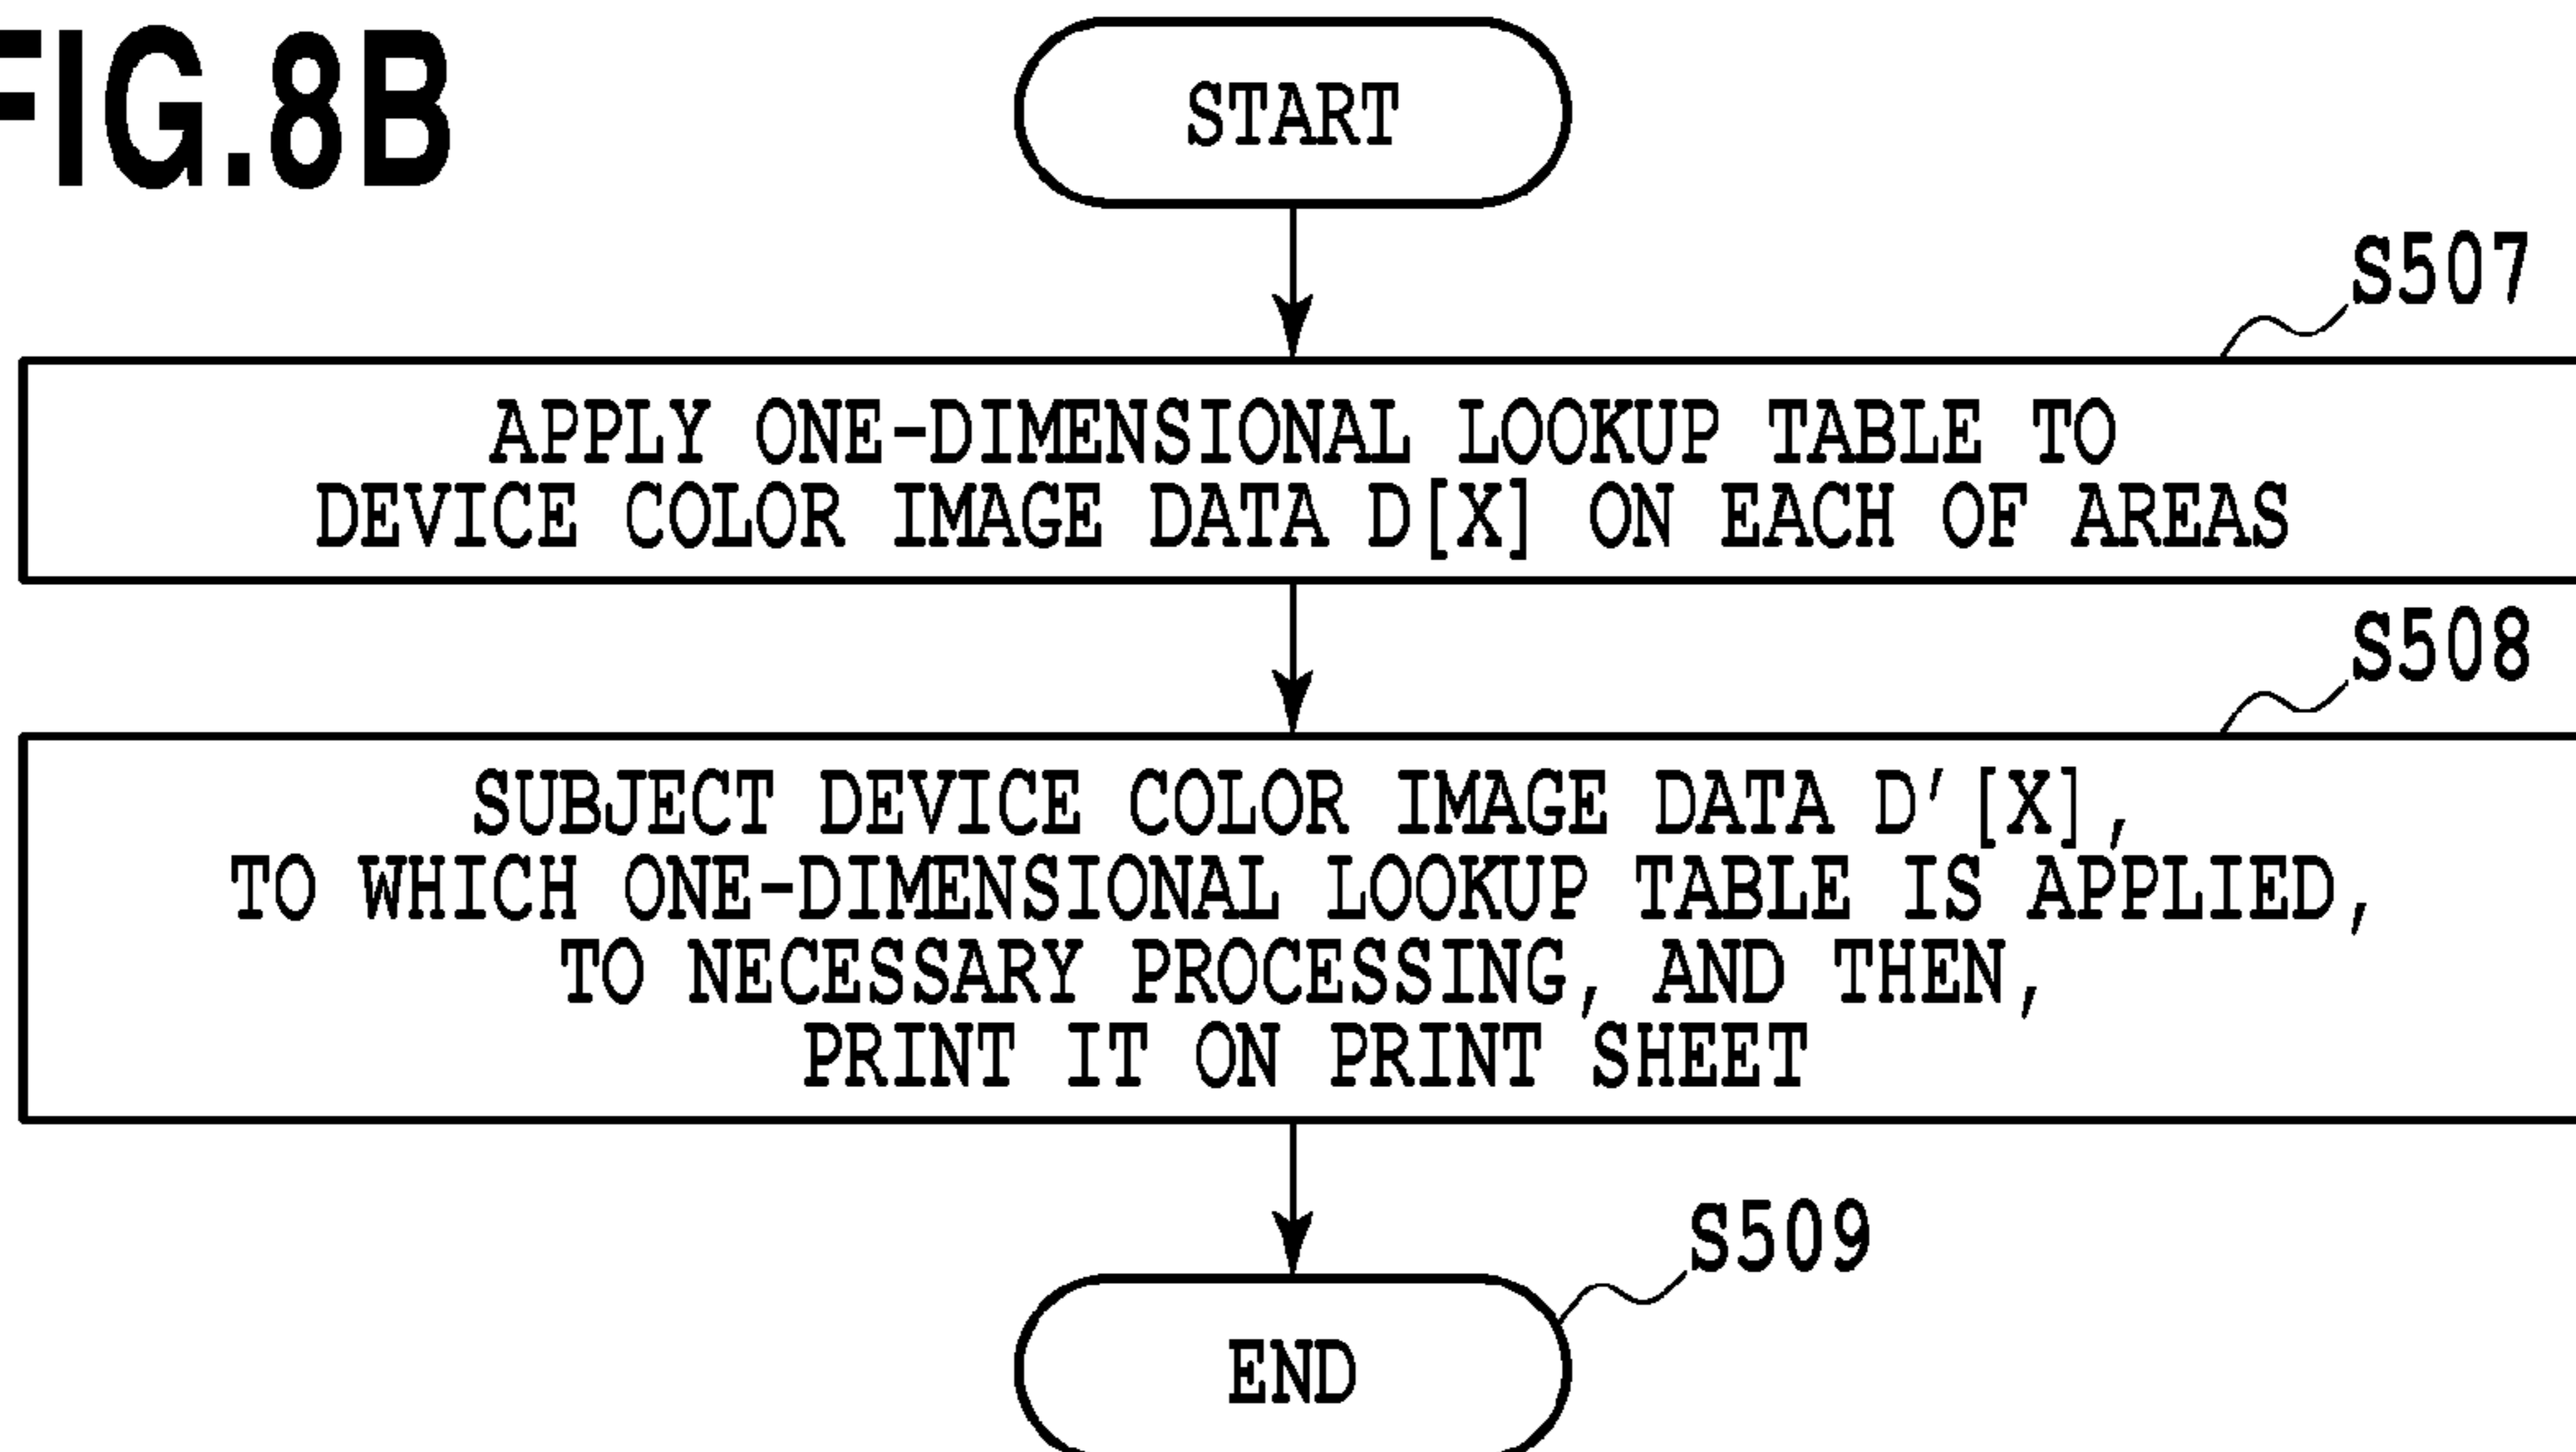 FIG.8B
START
S507
APPLY ONE-DIMENSIONAL LOOKUP TABLE TO
DEVICE COLOR IMAGE DATA D[X] ON EACH OF AREAS
S508
SUBJECT DEVICE COLOR IMAGE DATA D'[X],
TO WHICH ONE-DIMENSIONAL LOOKUP TABLE IS APPLIED,
TO NECESSARY PROCESSING, AND THEN,
PRINT IT ON PRINT SHEET
S509
END